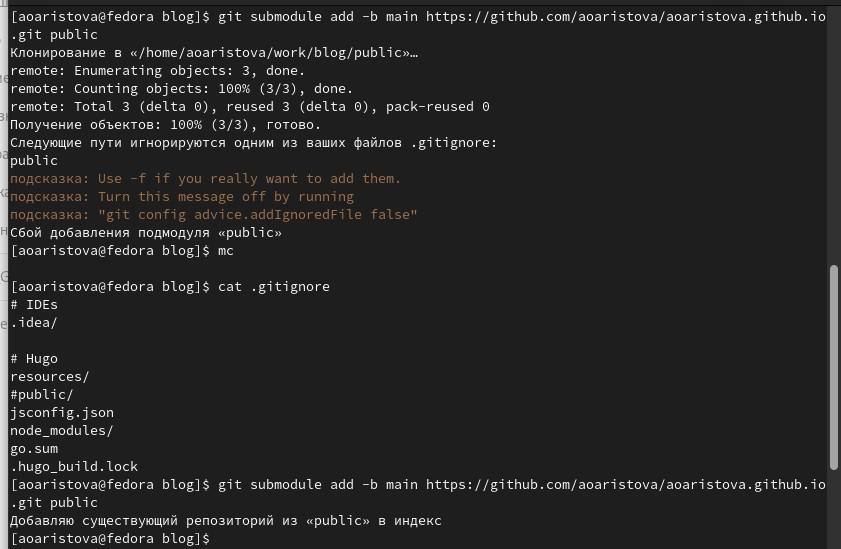 [aoaristova@fedora blog]$ git submodule add -b main https://github.com/aoaristova/aoaristova.github.io
.git public
Клонирование в «/home/aoaristova/work/blog/public»…
remote: Enumerating objects: 3, done.
remote: Counting objects: 100% (3/3), done.
remote: Total 3 (delta 0), reused 3 (delta 0), pack-reused 0
Получение объектов: 100% (3/3), готово.
Следующие пути игнорируются одним из ваших файлов .gitignore:
public
подсказка: Use -f if you really want to add them.
подсказка: Turn this message off by running
подсказка: "git config advice.addIgnoredFile false"
Сбой добавления подмодуля «public»
[aoaristova@fedora blog]$ mc
[aoaristova@fedora blog]$ cat .gitignore
# IDEs
.idea/
# Hugo
resources/
#public/
jsconfig.json
node_modules/
go.sum
.hugo_build.lock
[aoaristova@fedora blog]$ git submodule add -b main https://github.com/aoaristova/aoaristova.github.io
.git public
Добавляю существующий репозиторий из «public» в индекс
[aoaristova@fedora blog]$